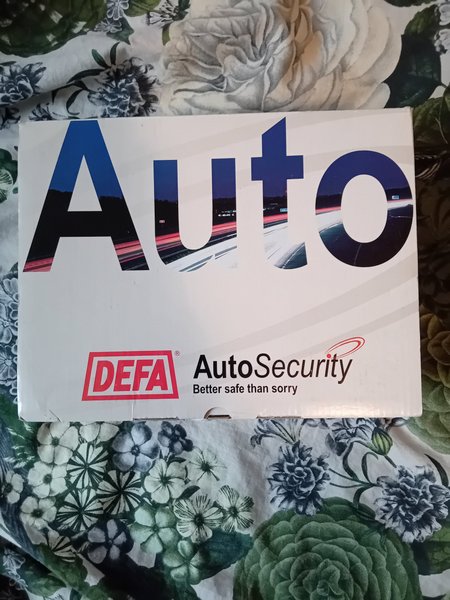 Auto
DEFA®
AutoSecurity
Better safe than sorry